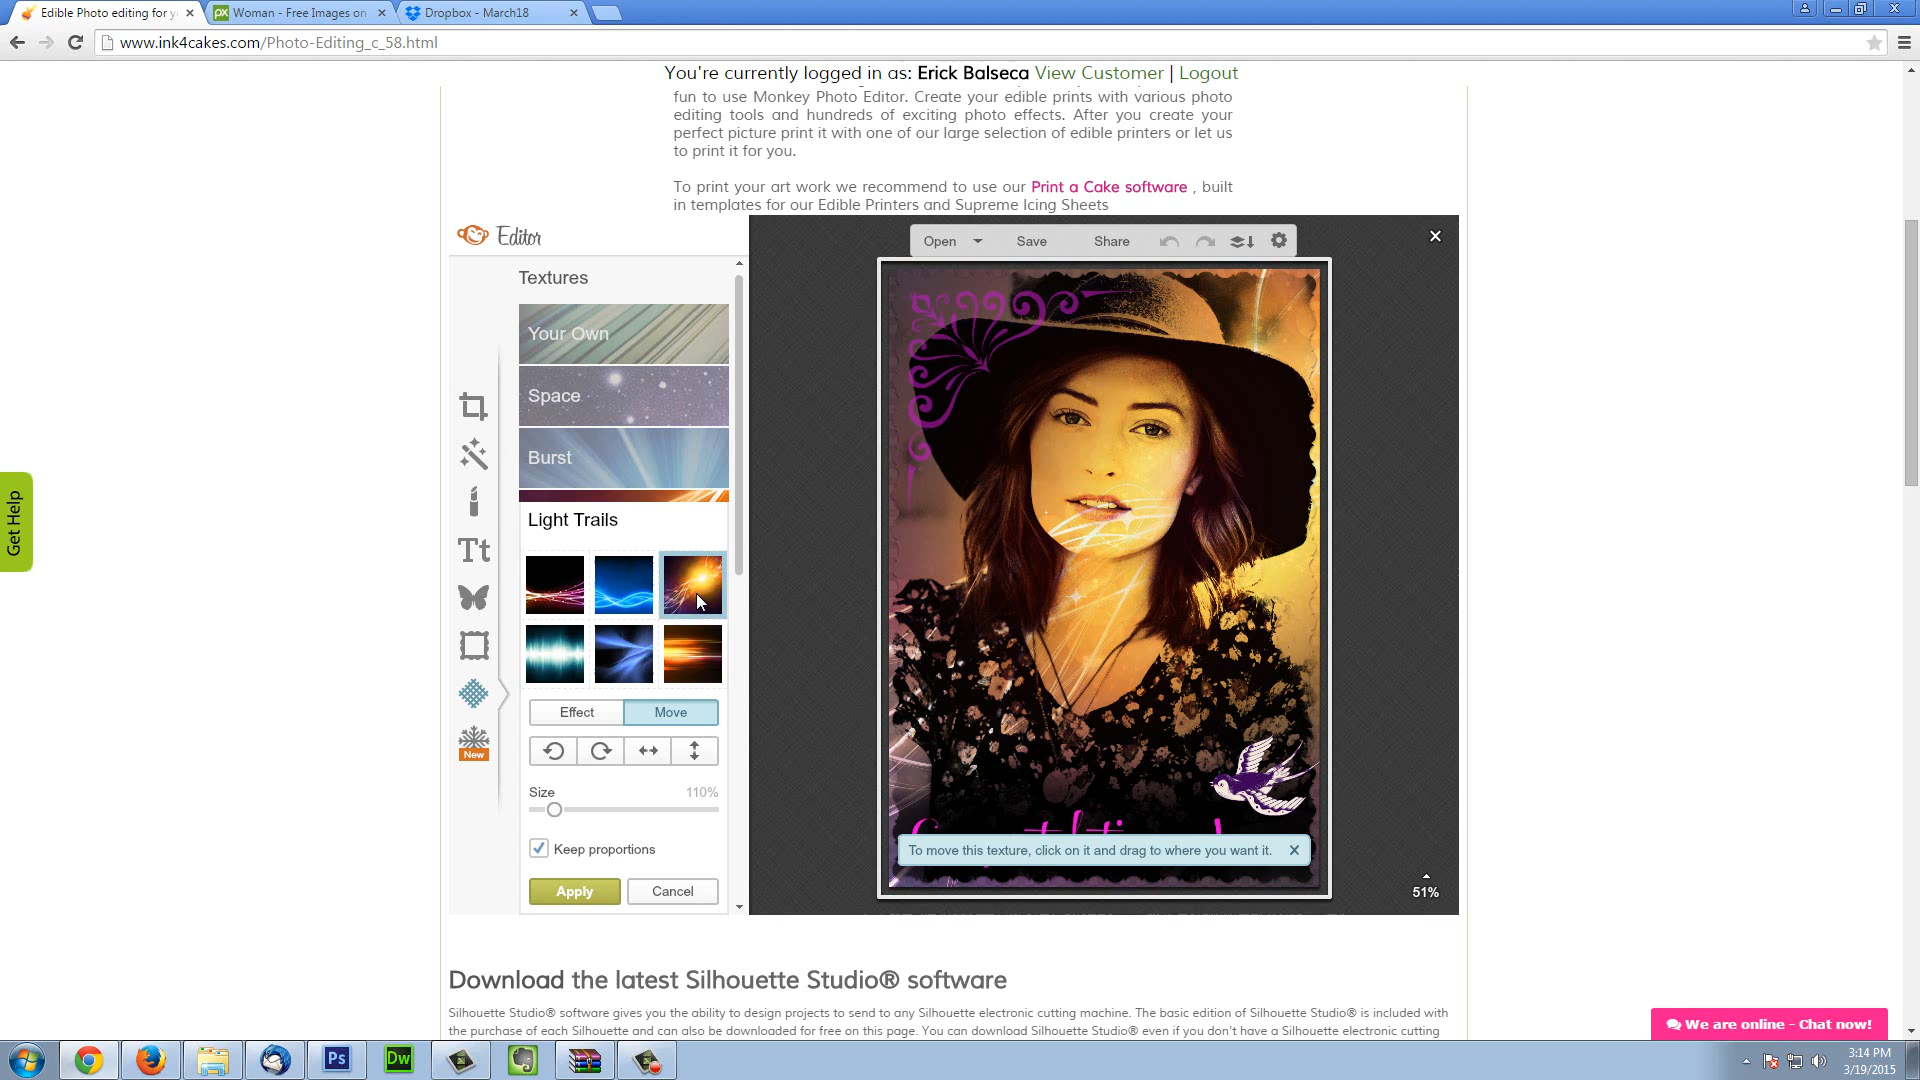 Edible Photo editing for y
Woman - Free Images on
Dropbox - March18
www.ink4cakes.com/Photo-Editing_c_58.html
You're currently logged in as: Erick Balseca View Customer | Logout
fun to use Monkey Photo Editor. Create your edible prints with various photo
editing tools and hundreds of exciting photo effects. After you create your
perfect picture print it with one of our large selection of edible printers or let us
to print it for you.
To print your art work we recommend to use our Print a Cake software , built
in templates for our Edible Printers and Supreme Icing Sheets
Editor
Open
Save
Share
Textures
Your Own
Space
Burst
Light Trails
Effect
Move
Size
110%
Keep proportions
Apply
Cancel
New
Tt
Get Help
To move this texture, click on it and drag to where you want it.
51%
Download the latest Silhouette Studio® software
Silhouette Studio® software gives you the ability to design projects to send to any Silhouette electronic cutting machine. The basic edition of Silhouette Studio® is included with
the purchase of each Silhouette and can also be downloaded for free on this page. You can download Silhouette Studio® even if you don't have a Silhouette electronic cutting
We are online - Chat now!
px
Ps
Dw
3:14 PM
3/19/2015